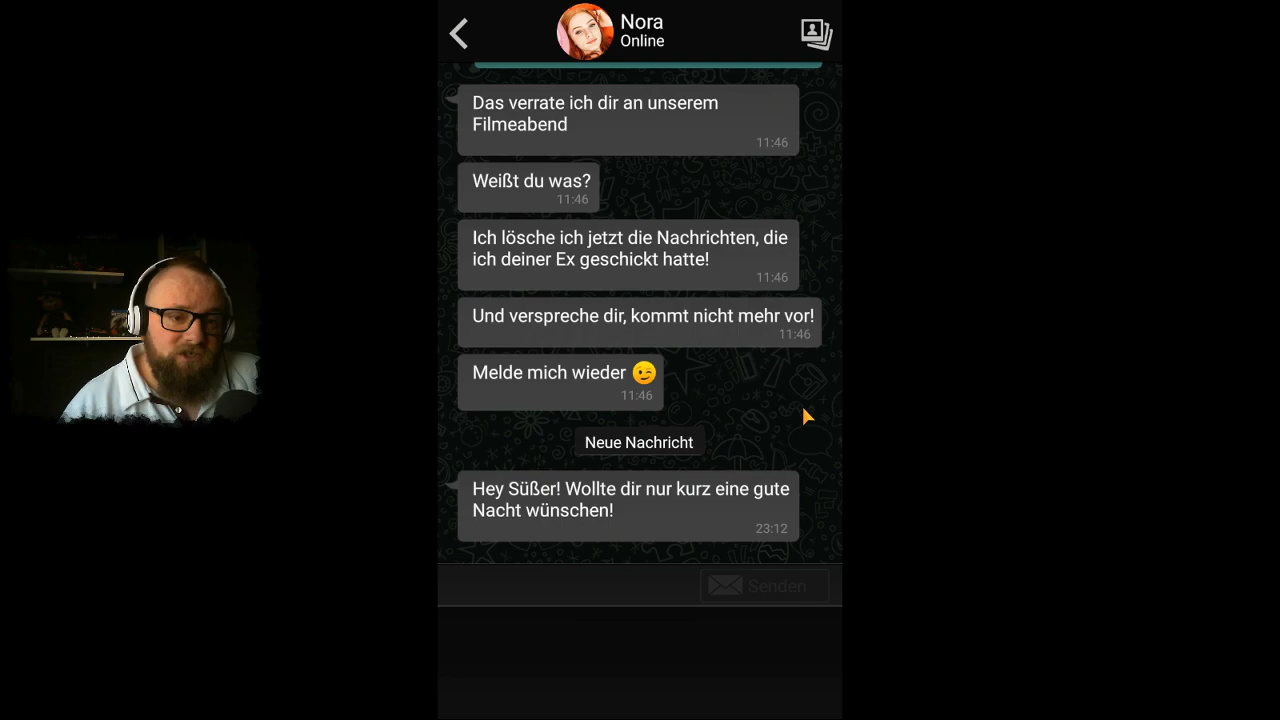 Nora
Online
Das verrate ich dir an unserem
Filmeabend
11:46
Weißt du was?
11:46
Ich lösche ich jetzt die Nachrichten, die
ich deiner Ex geschickt hatte!
11:46
Und verspreche dir, kommt nicht mehr vor!
11:46
Melde mich wieder 😉
11:46
Neue Nachricht
Hey Süßer! Wollte dir nur kurz eine gute
Nacht wünschen!
23:12
Senden